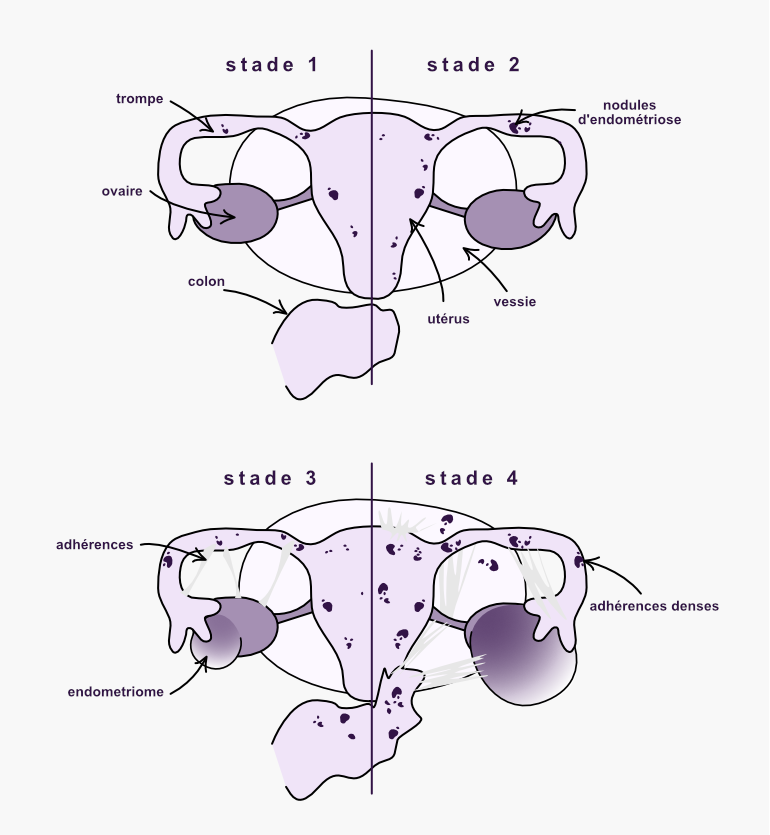 stade 1
stade 2
trompe
nodules
d'endométriose
ovaire
colon
vessie
utérus
stade 3
stade 4
adhérences
adhérences denses
endometriome